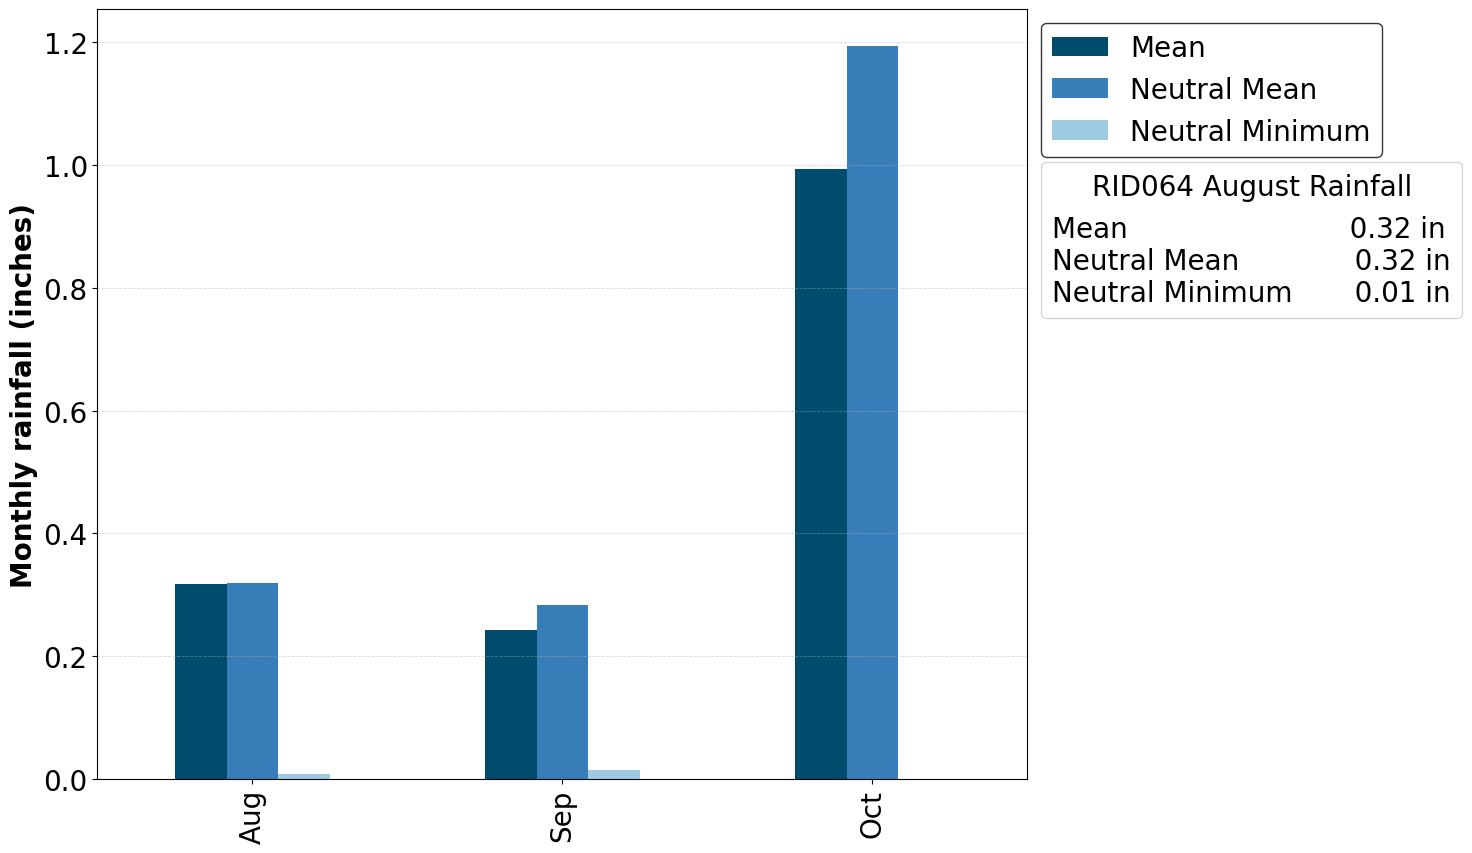 Monthly rainfall (inches)
1.2
1.0
0.8
0.6
0.4
0.2
0.0
Aug
Sep
Oct
Mean
Neutral Mean
Neutral Minimum
RID064 August Rainfall
Mean 0.32 in
Neutral Mean 0.32 in
Neutral Minimum 0.01 in